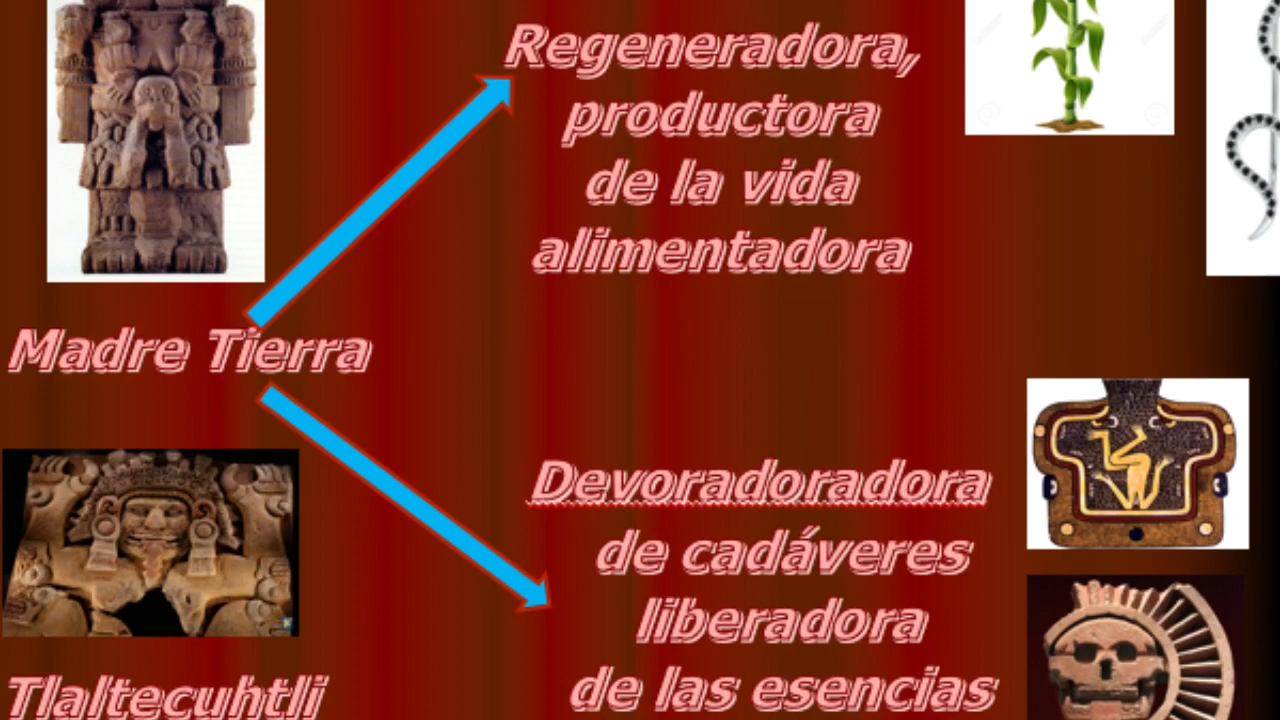 Regeneradora,
productora
de la vida
alimentadora
Madre Tierra
Devoradoradora
de cadáveres
liberadora
de las esencias
Tlaltecuhtli